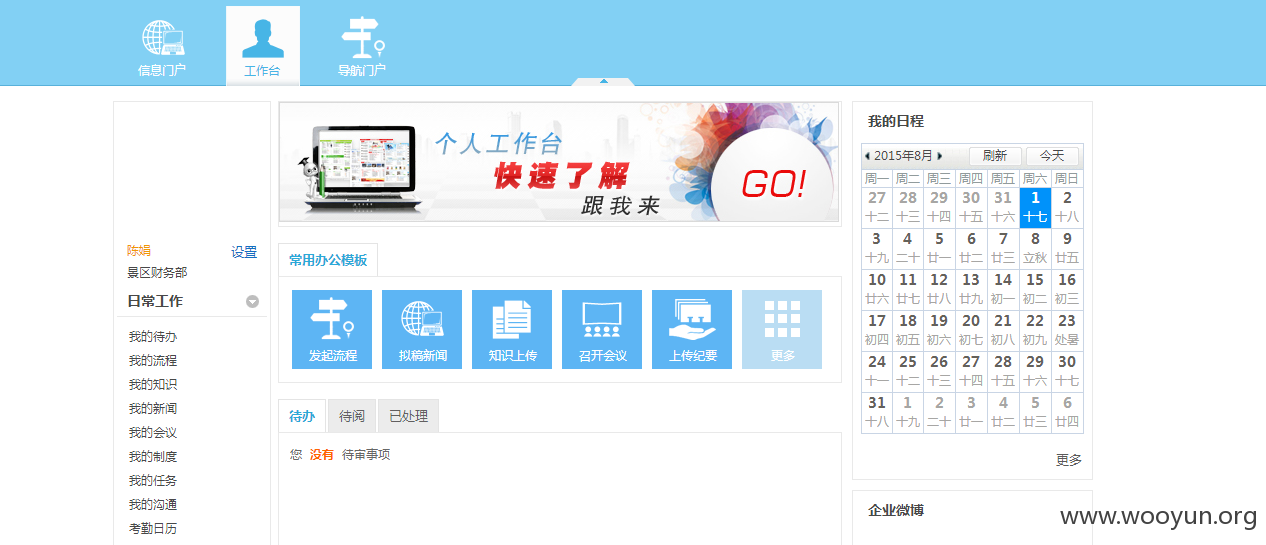 信息门户 工作台 导航门户
陈娟 设置
景区财务部
日常工作
我的待办
我的流程
我的知识
我的新闻
我的会议
我的制度
我的任务
我的沟通
考勤日历
个人工作台
快速了解
跟我来
GO!
常用办公模板
发起流程 拟稿新闻 知识上传 召开会议 上传纪要 更多
待办 待阅 已处理
您 没有 待审事项
我的日程
2015年8月 刷新 今天
周一 周二 周三 周四 周五 周六 周日
27 28 29 30 31 1 2
十二 十三 十四 十五 十六 十七 十八
3 4 5 6 7 8 9
十九 二十 廿一 廿二 廿三 立秋 廿五
10 11 12 13 14 15 16
廿六 廿七 廿八 廿九 初一 初二 初三
17 18 19 20 21 22 23
初四 初五 初六 初七 初八 初九 处暑
24 25 26 27 28 29 30
十一 十二 十三 十四 十五 十六 十七
31 1 2 3 4 5 6
十八 十九 二十 廿一 廿二 廿三 廿四
更多
企业微博
www.wooyun.org